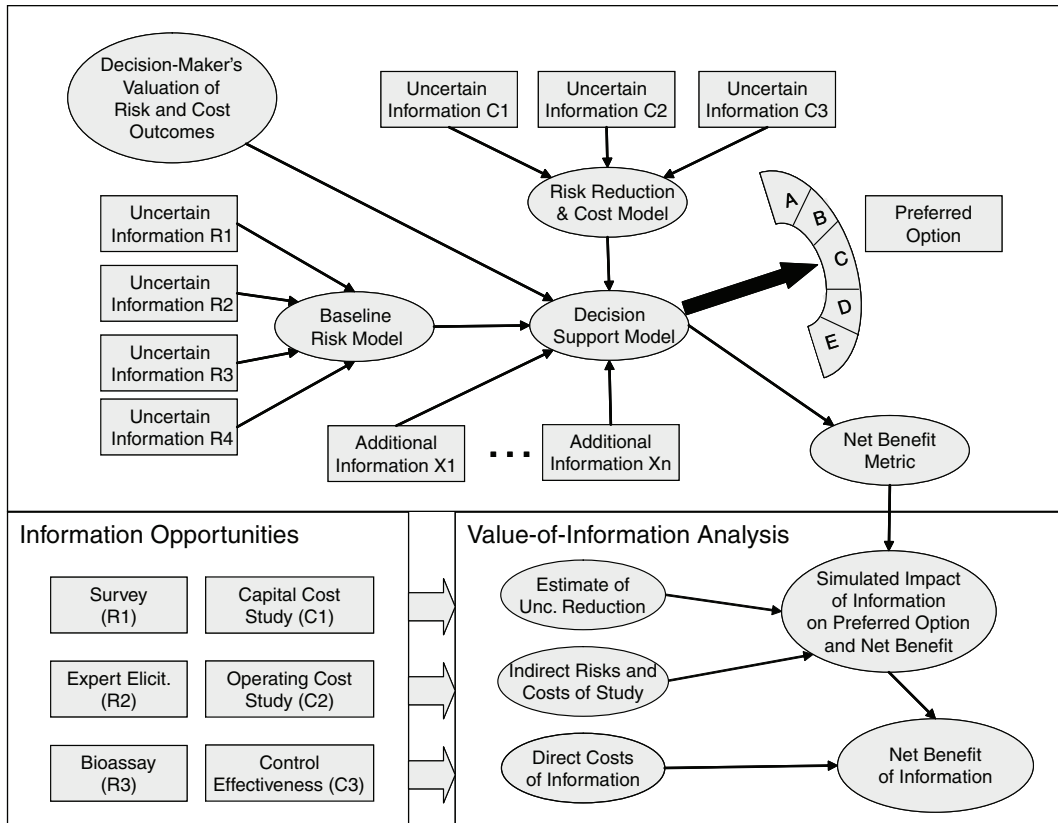 Decision-Maker's
Valuation of
Risk and Cost
Outcomes
Uncertain
Information C1
Uncertain
Information C2
Uncertain
Information C3
Risk Reduction
& Cost Model
A
B
C
D
E
Preferred
Option
Uncertain
Information R1
Uncertain
Information R2
Uncertain
Information R3
Uncertain
Information R4
Baseline
Risk Model
Decision
Support Model
Additional
Information X1
...
Additional
Information Xn
Net Benefit
Metric
Information Opportunities
Survey
(R1)
Capital Cost
Study (C1)
Expert Elicit.
(R2)
Operating Cost
Study (C2)
Bioassay
(R3)
Control
Effectiveness (C3)
Value-of-Information Analysis
Estimate of
Unc. Reduction
Indirect Risks and
Costs of Study
Direct Costs
of Information
Simulated Impact
of Information
on Preferred Option
and Net Benefit
Net Benefit
of Information